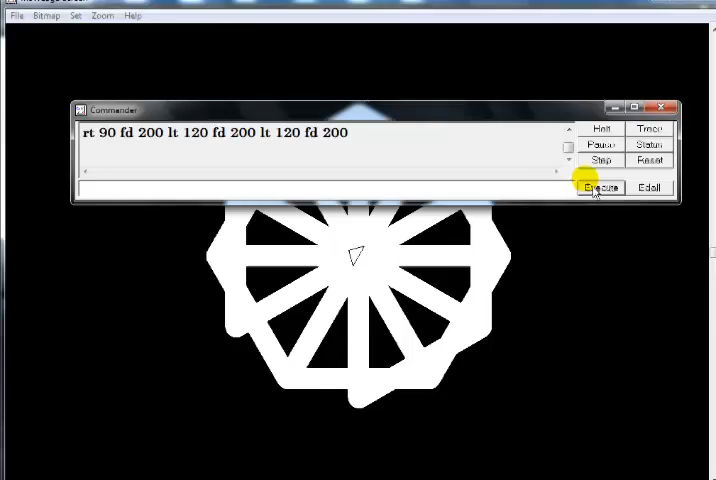 File Bitmap Set Zoom Help
Commander
rt 90 fd 200 lt 120 fd 200 lt 120 fd 200
Halt Trace
Pause Status
Step Reset
Execute Edall